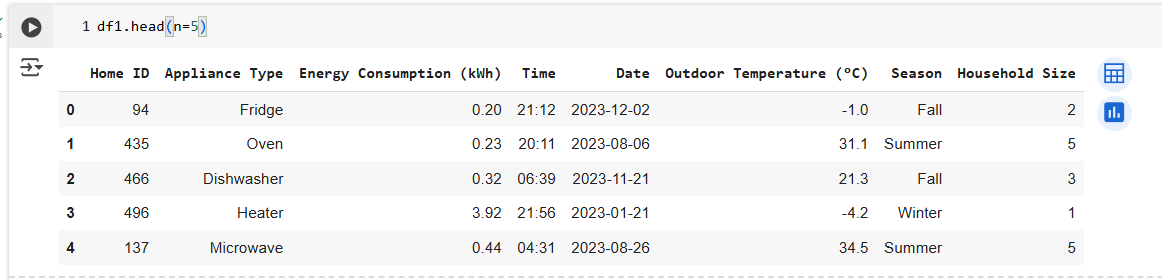 1 df1.head(n=5)
Home ID Appliance Type Energy Consumption (kWh) Time Date Outdoor Temperature (°C) Season Household Size
0 94 Fridge 0.20 21:12 2023-12-02 -1.0 Fall 2
1 435 Oven 0.23 20:11 2023-08-06 31.1 Summer 5
2 466 Dishwasher 0.32 06:39 2023-11-21 21.3 Fall 3
3 496 Heater 3.92 21:56 2023-01-21 -4.2 Winter 1
4 137 Microwave 0.44 04:31 2023-08-26 34.5 Summer 5